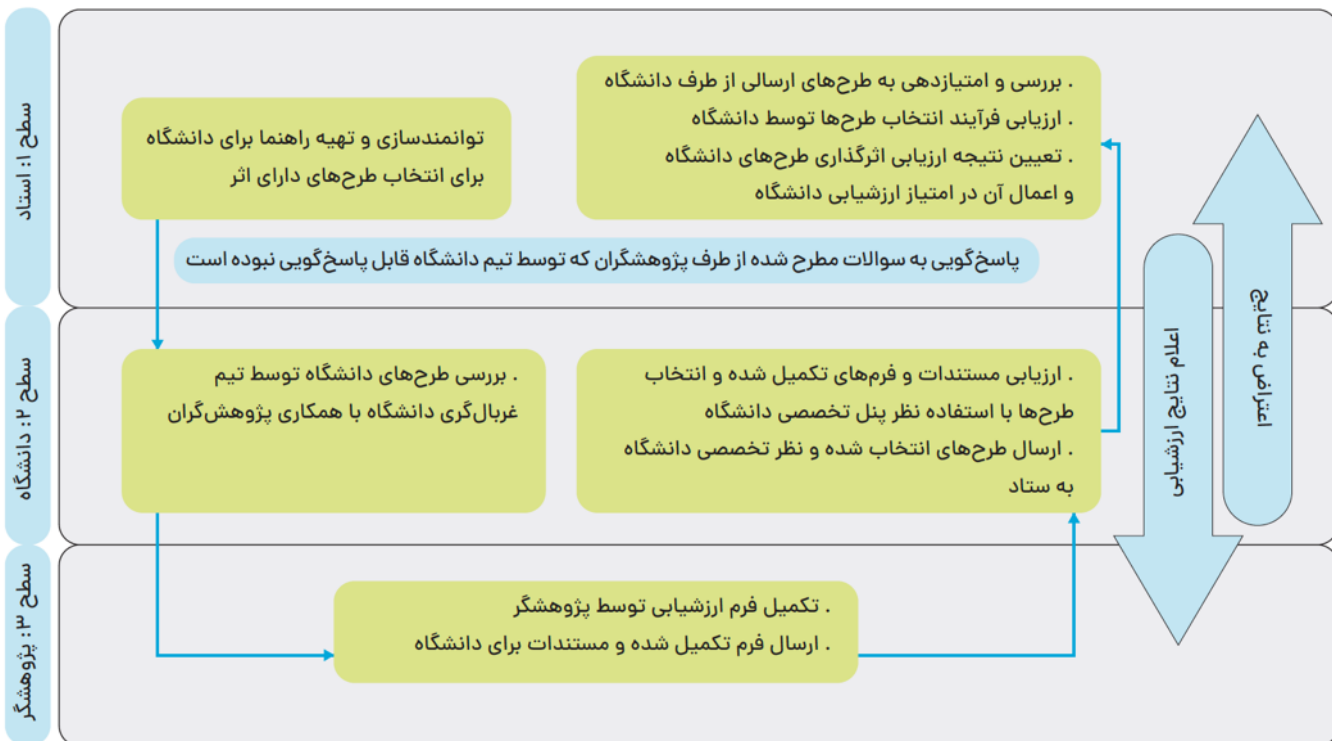 سطح ۱: استاد
توانمندسازی و تهیه راهنما برای دانشگاه
برای انتخاب طرح‌های دارای اثر
. بررسی و امتیازدهی به طرح‌های ارسالی از طرف دانشگاه
. ارزیابی فرآیند انتخاب طرح‌ها توسط دانشگاه
. تعیین نتیجه ارزیابی اثرگذاری طرح‌های دانشگاه
و اعمال آن در امتیاز ارزشیابی دانشگاه
پاسخ‌گویی به سوالات مطرح شده از طرف پژوهشگران که توسط تیم دانشگاه قابل پاسخ‌گویی نبوده است
سطح ۲: دانشگاه
. بررسی طرح‌های دانشگاه توسط تیم
غربال‌گری دانشگاه با همکاری پژوهش‌گران
. ارزیابی مستندات و فرم‌های تکمیل شده و انتخاب
طرح‌ها با استفاده نظر پنل تخصصی دانشگاه
. ارسال طرح‌های انتخاب شده و نظر تخصصی دانشگاه
به ستاد
سطح ۳: پژوهشگر
. تکمیل فرم ارزشیابی توسط پژوهشگر
. ارسال فرم تکمیل شده و مستندات برای دانشگاه
اعلام نتایج ارزشیابی
اعتراض به نتایج